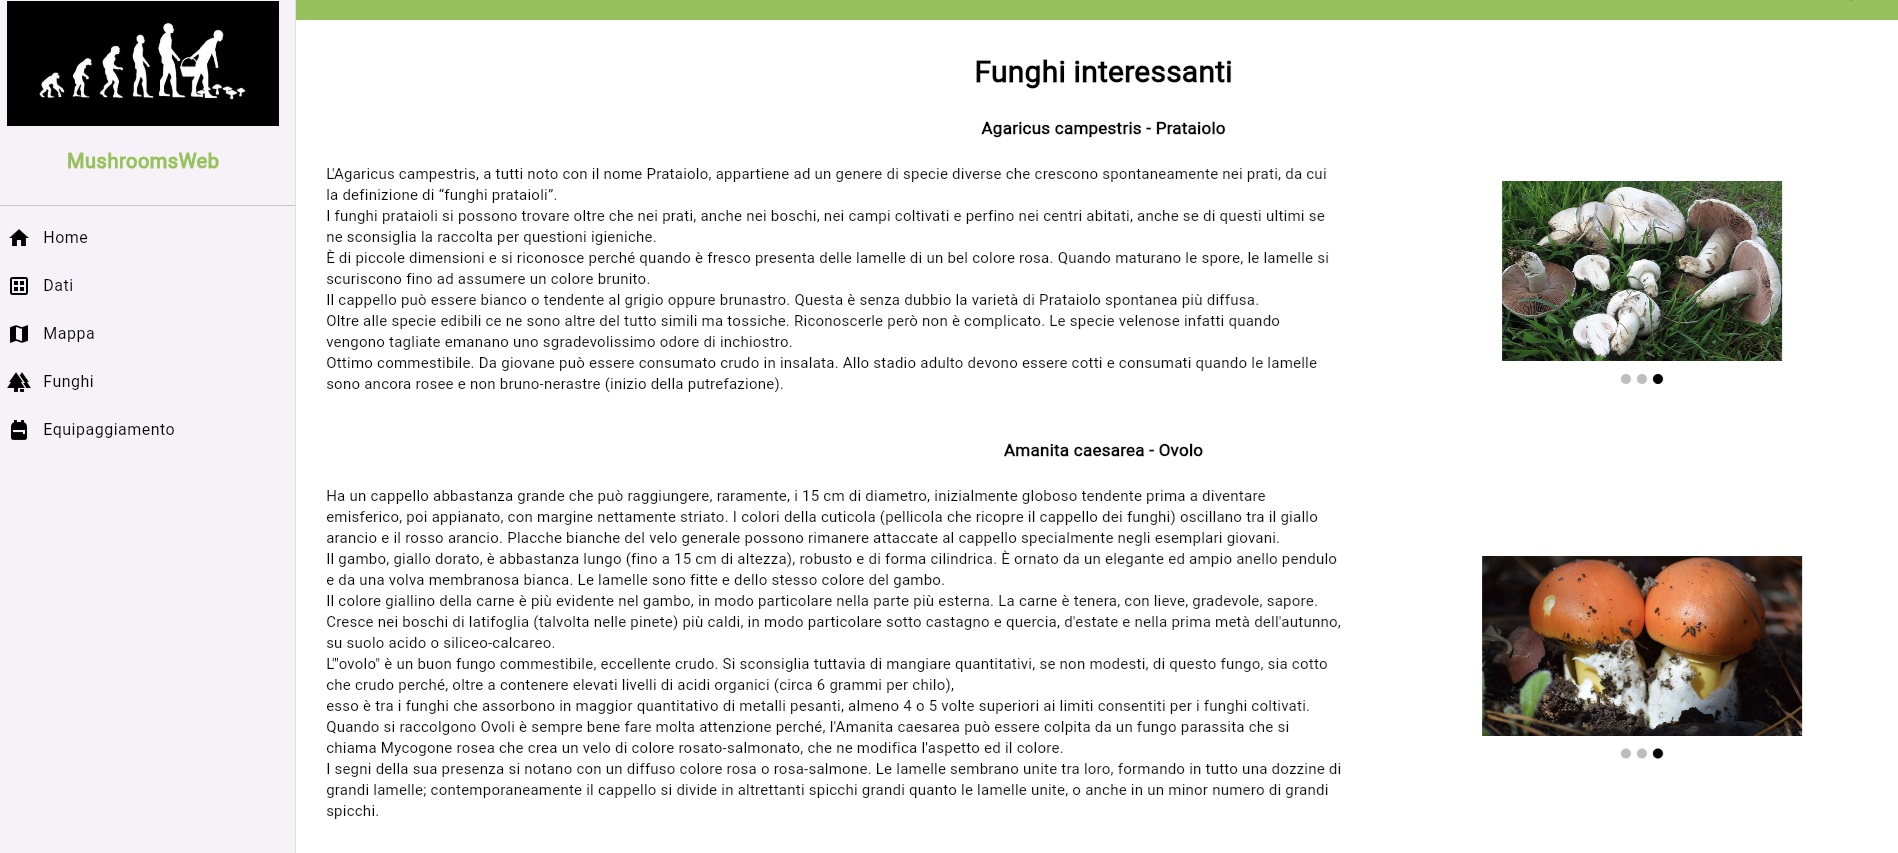 MushroomsWeb
Home
Dati
Mappa
Funghi
Equipaggiamento
Funghi interessanti
Agaricus campestris - Prataiolo
L'Agaricus campestris, a tutti noto con il nome Prataiolo, appartiene ad un genere di specie diverse che crescono spontaneamente nei prati, da cui
la definizione di “funghi prataioli”.
I funghi prataioli si possono trovare oltre che nei prati, anche nei boschi, nei campi coltivati e perfino nei centri abitati, anche se di questi ultimi se
ne sconsiglia la raccolta per questioni igieniche.
È di piccole dimensioni e si riconosce perché quando è fresco presenta delle lamelle di un bel colore rosa. Quando maturano le spore, le lamelle si
scuriscono fino ad assumere un colore brunito.
Il cappello può essere bianco o tendente al grigio oppure brunastro. Questa è senza dubbio la varietà di Prataiolo spontanea più diffusa.
Oltre alle specie edibili ce ne sono altre del tutto simili ma tossiche. Riconoscerle però non è complicato. Le specie velenose infatti quando
vengono tagliate emanano uno sgradevolissimo odore di inchiostro.
Ottimo commestibile. Da giovane può essere consumato crudo in insalata. Allo stadio adulto devono essere cotti e consumati quando le lamelle
sono ancora rosee e non bruno-nerastre (inizio della putrefazione).
Amanita caesarea - Ovolo
Ha un cappello abbastanza grande che può raggiungere, raramente, i 15 cm di diametro, inizialmente globoso tendente prima a diventare
emisferico, poi appianato, con margine nettamente striato. I colori della cuticola (pellicola che ricopre il cappello dei funghi) oscillano tra il giallo
arancio e il rosso arancio. Placche bianche del velo generale possono rimanere attaccate al cappello specialmente negli esemplari giovani.
Il gambo, giallo dorato, è abbastanza lungo (fino a 15 cm di altezza), robusto e di forma cilindrica. È ornato da un elegante ed ampio anello pendulo
e da una volva membranosa bianca. Le lamelle sono fitte e dello stesso colore del gambo.
Il colore giallino della carne è più evidente nel gambo, in modo particolare nella parte più esterna. La carne è tenera, con lieve, gradevole, sapore.
Cresce nei boschi di latifoglia (talvolta nelle pinete) più caldi, in modo particolare sotto castagno e quercia, d'estate e nella prima metà dell'autunno,
su suolo acido o siliceo-calcareo.
L'"ovolo" è un buon fungo commestibile, eccellente crudo. Si sconsiglia tuttavia di mangiare quantitativi, se non modesti, di questo fungo, sia cotto
che crudo perché, oltre a contenere elevati livelli di acidi organici (circa 6 grammi per chilo),
esso è tra i funghi che assorbono in maggior quantitativo di metalli pesanti, almeno 4 o 5 volte superiori ai limiti consentiti per i funghi coltivati.
Quando si raccolgono Ovoli è sempre bene fare molta attenzione perché, l'Amanita caesarea può essere colpita da un fungo parassita che si
chiama Mycogone rosea che crea un velo di colore rosato-salmonato, che ne modifica l'aspetto ed il colore.
I segni della sua presenza si notano con un diffuso colore rosa o rosa-salmone. Le lamelle sembrano unite tra loro, formando in tutto una dozzine di
grandi lamelle; contemporaneamente il cappello si divide in altrettanti spicchi grandi quanto le lamelle unite, o anche in un minor numero di grandi
spicchi.